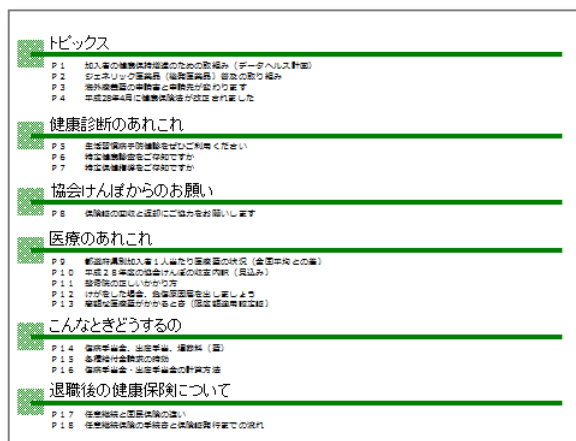 トピックス
P1 加入者の健康保持増進のための取組み（データヘルス計画）
P2 ジェネリック医薬品（後発医薬品）普及の取り組み
P3 海外療養費の申請書と申請先が変わります
P4 平成28年4月に健康保険法が改正されました
健康診断のあれこれ
P5 生活習慣病予防健診をぜひご利用ください
P6 特定健康診査をご存知ですか
P7 特定保健指導をご存知ですか
協会けんぽからのお願い
P8 保険証の回収と返却にご協力をお願いします
医療のあれこれ
P9 都道府県別加入者1人当たり医療費の状況（全国平均との差）
P10 平成28年度の協会けんぽの収支内訳（見込み）
P11 整骨院の正しいかかり方
P12 けがをした場合、負傷原因届を出しましょう
P13 高額な医療費がかかるとき（限度額適用認定証）
こんなときどうするの
P14 傷病手当金、出産手当、埋葬料（費）
P15 各種給付金請求の時効
P16 傷病手当金・出産手当金の計算方法
退職後の健康保険について
P17 任意継続と国民保険の違い
P18 任意継続保険の手続きと保険証発行までの流れ